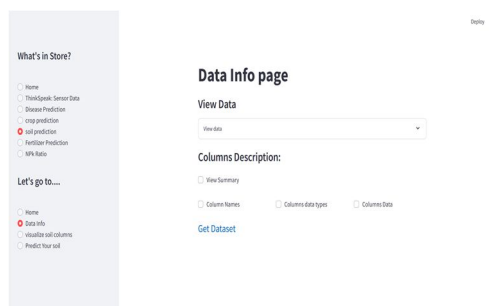 Deploy
What's in Store?
Home
ThinkSpeak: Sensor Data
Disease Prediction
crop prediction
soil prediction
Fertilizer Prediction
NPk Ratio
Let's go to....
Home
Data Info
visualize soil columns
Predict Your soil
Data Info page
View Data
View data
Columns Description:
View Summary
Column Names
Columns data types
Columns Data
Get Dataset